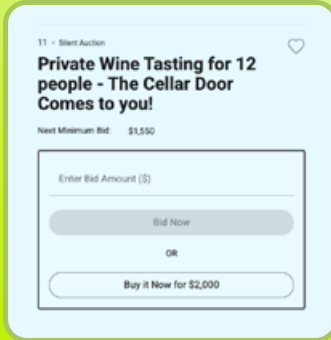 11 - Silent Auction
Private Wine Tasting for 12
people - The Cellar Door
Comes to you!
Next Minimum Bid: $1,550
Enter Bid Amount ($)
Bid Now
OR
Buy it Now for $2,000